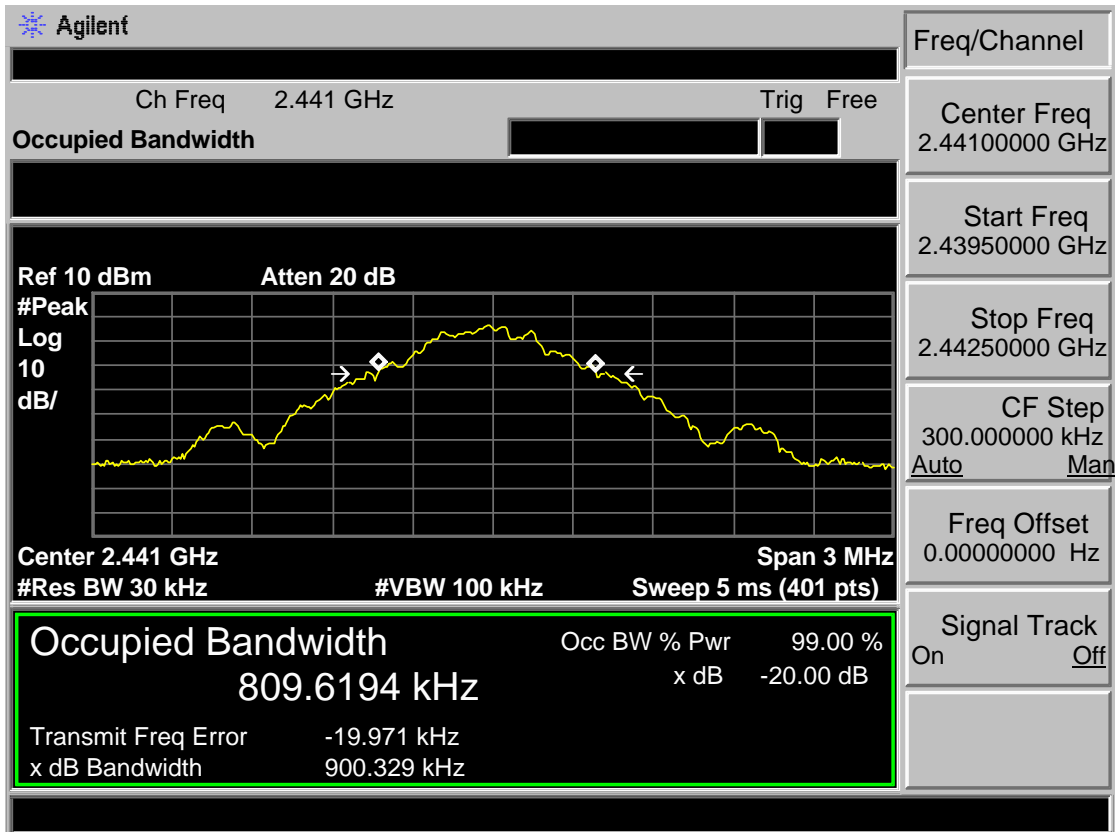 Agilent
Freq/Channel
Ch Freq 2.441 GHz Trig Free
Occupied Bandwidth
Center Freq
2.44100000 GHz
Start Freq
2.43950000 GHz
Stop Freq
2.44250000 GHz
CF Step
300.000000 kHz
Auto Man
Freq Offset
0.00000000 Hz
Signal Track
On Off
Ref 10 dBm Atten 20 dB
#Peak
Log
10
dB/
Center 2.441 GHz Span 3 MHz
#Res BW 30 kHz #VBW 100 kHz Sweep 5 ms (401 pts)
Occupied Bandwidth
809.6194 kHz
Occ BW % Pwr 99.00 %
x dB -20.00 dB
Transmit Freq Error -19.971 kHz
x dB Bandwidth 900.329 kHz